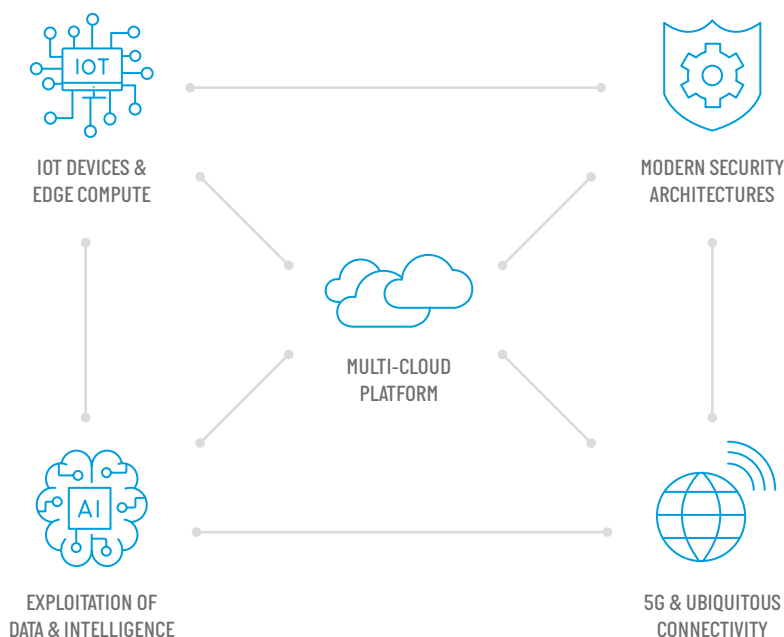 IOT
IOT DEVICES &
EDGE COMPUTE
MODERN SECURITY
ARCHITECTURES
MULTI-CLOUD
PLATFORM
AI
EXPLOITATION OF
DATA & INTELLIGENCE
5G & UBIQUITOUS
CONNECTIVITY